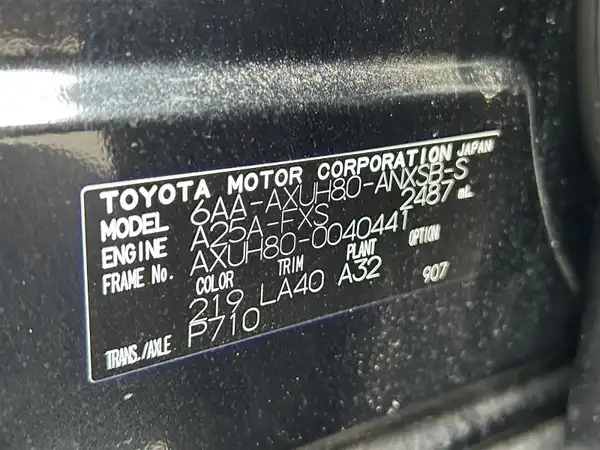 TOYOTA MOTOR CORPORATION JAPAN
MODEL 6AA-AXUH80-ANXSB-S
ENGINE A25A-FXS 2487 mL
FRAME No. AXUH80-0040441
COLOR TRIM PLANT OPTION
219 LA40 A32 907
TRANS./AXLE P710